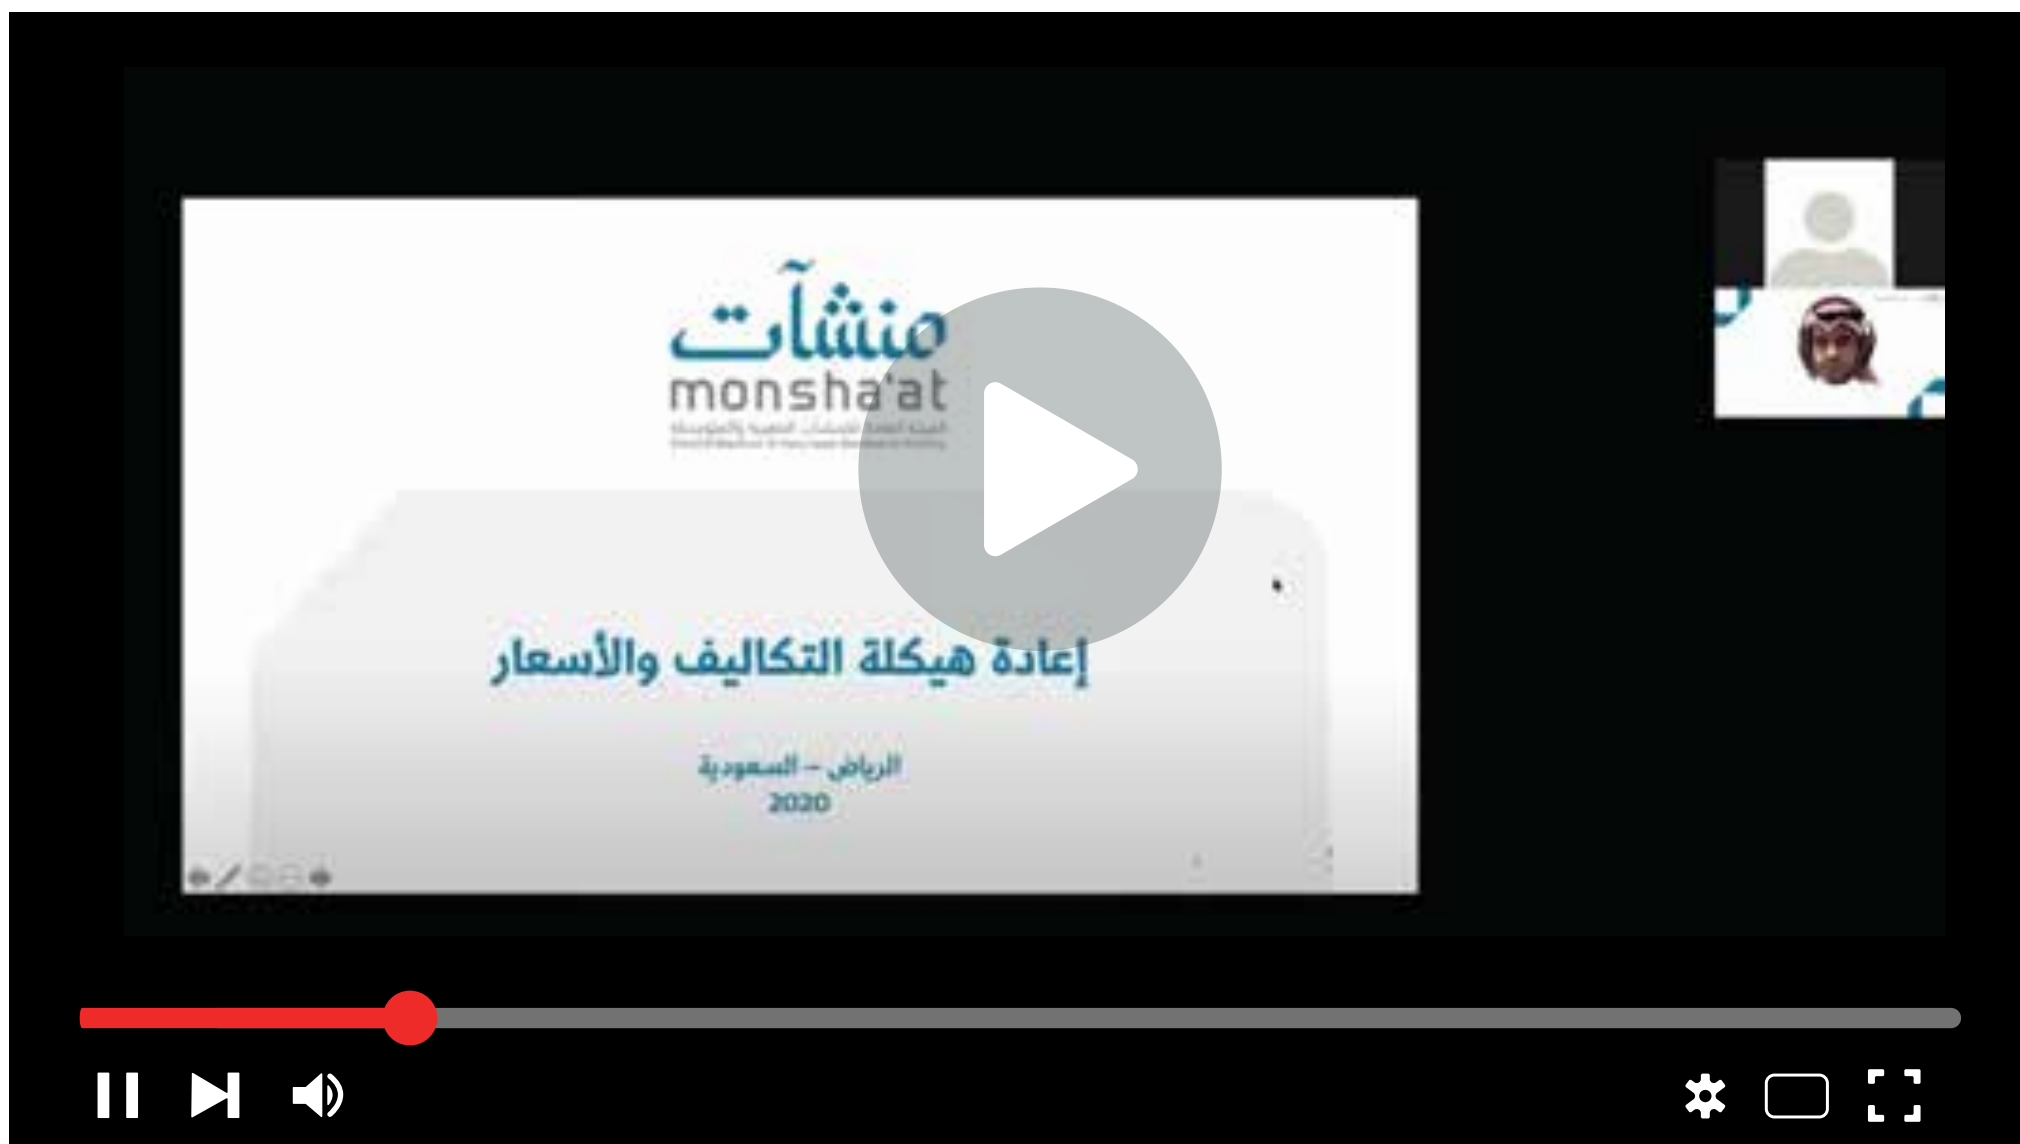 منشآت
monsha'at
إعادة هيكلة التكاليف والأسعار
الرياض – السعودية
2020